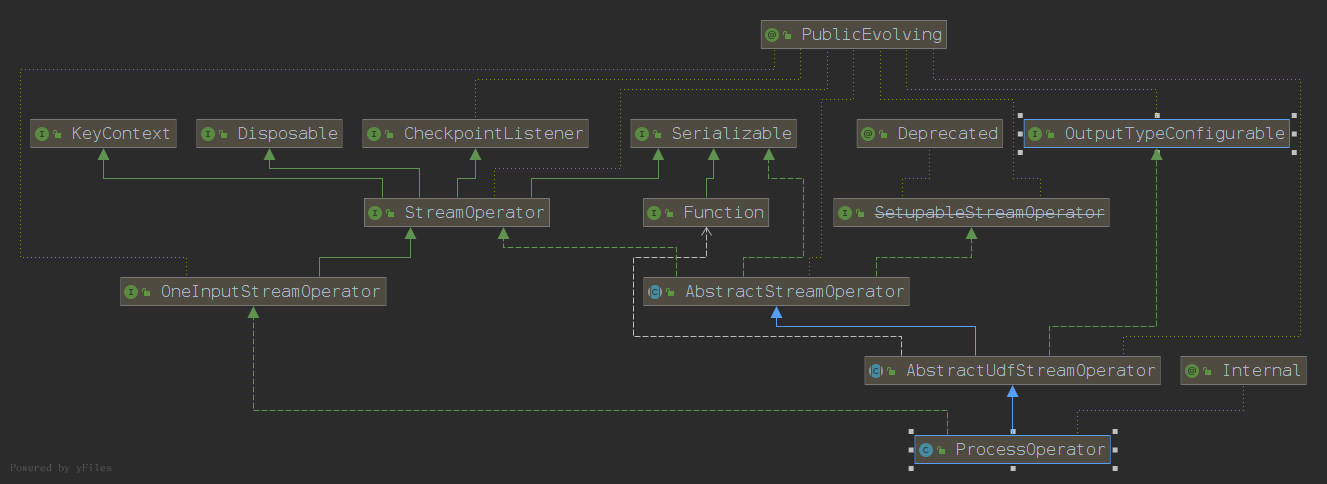 PublicEvolving
KeyContext
Disposable
CheckpointListener
Serializable
Deprecated
OutputTypeConfigurable
StreamOperator
Function
SetupableStreamOperator
OneInputStreamOperator
AbstractStreamOperator
AbstractUdfStreamOperator
Internal
ProcessOperator
Powered by yFiles